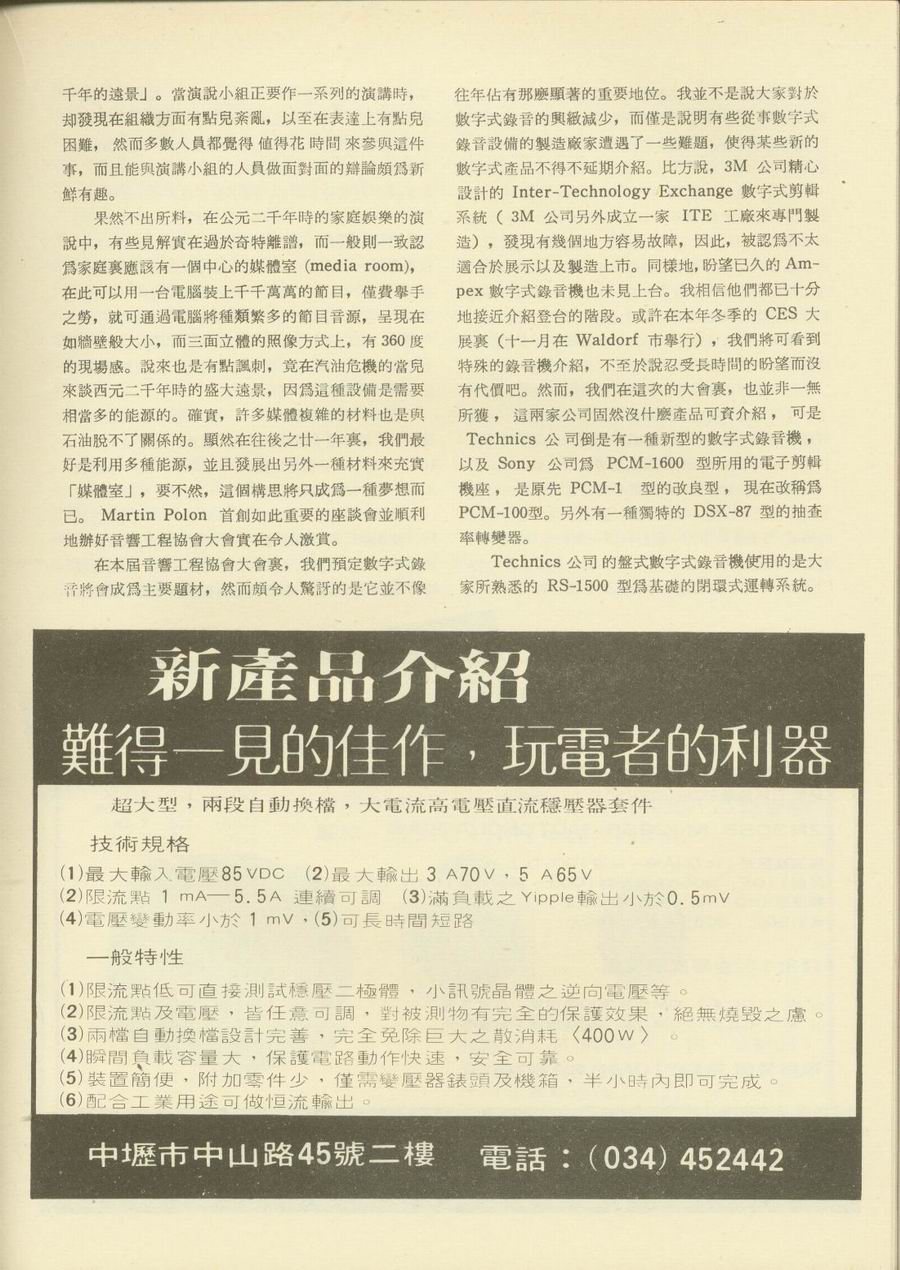 千年的遠景」。當演說小組正要作一系列的演講時，
却發現在組織方面有點兒紊亂，以至在表達上有點兒
困難，然而多數人員都覺得值得花時間來參與這件
事，而且能與演講小組的人員做面對面的辯論頗爲新
鮮有趣。
果然不出所料，在公元二千年時的家庭娛樂的演
說中，有些見解實在過於奇特離譜，而一般則一致認
爲家庭裏應該有一個中心的媒體室 (media room)，
在此可以用一台電腦裝上千千萬萬的節目，僅費擧手
之勞，就可通過電腦將種類繁多的節目音源，呈現在
如牆壁般大小，而三面立體的照像方式上，有 360 度
的現場感。說來也是有點諷刺，竟在汽油危機的當兒
來談西元二千年時的盛大遠景，因爲這種設備是需要
相當多的能源的。確實，許多媒體複雜的材料也是與
石油脫不了關係的。顯然在往後之廿一年裏，我們最
好是利用多種能源，並且發展出另外一種材料來充實
「媒體室」，要不然，這個構思將只成爲一種夢想而
已。 Martin Polon 首創如此重要的座談會並順利
地辦好音響工程協會大會實在令人激賞。
在本屆音響工程協會大會裏，我們預定數字式錄
音將會成爲主要題材，然而頗令人驚訝的是它並不像
往年佔有那麼顯著的重要地位。我並不是說大家對於
數字式錄音的興緻減少，而僅是說明有些從事數字式
錄音設備的製造廠家遭遇了一些難題，使得某些新的
數字式產品不得不延期介紹。比方說，3M 公司精心
設計的 Inter-Technology Exchange 數字式剪輯
系統（ 3M 公司另外成立一家 ITE 工廠來專門製
造），發現有幾個地方容易故障，因此，被認爲不太
適合於展示以及製造上市。同樣地，盼望已久的 Am-
pex 數字式錄音機也未見上台。我相信他們都已十分
地接近介紹登台的階段。或許在本年冬季的 CES 大
展裏（十一月在 Waldorf 市舉行），我們將可看到
特殊的錄音機介紹，不至於說忍受長時間的盼望而沒
有代價吧。然而，我們在這次的大會裏，也並非一無
所獲，這兩家公司固然沒什麼產品可資介紹，可是
Technics 公司倒是有一種新型的數字式錄音機，
以及 Sony 公司爲 PCM-1600 型所用的電子剪輯
機座，是原先 PCM-1 型的改良型，現在改稱爲
PCM-100型。另外有一種獨特的 DSX-87 型的抽查
率轉變器。
Technics 公司的盤式數字式錄音機使用的是大
家所熟悉的 RS-1500 型爲基礎的閉環式運轉系統。
新產品介紹
難得一見的佳作，玩電者的利器
超大型，兩段自動換檔，大電流高電壓直流穩壓器套件
技術規格
(1)最大輸入電壓85VDC (2)最大輸出 3 A70V，5 A65V
(2)限流點 1 mA—5.5A 連續可調 (3)滿負載之Yipple輸出小於0.5mV
(4)電壓變動率小於 1 mV，(5)可長時間短路
一般特性
(1)限流點低可直接測試穩壓二極體，小訊號晶體之逆向電壓等。
(2)限流點及電壓，皆任意可調，對被測物有完全的保護效果，絕無燒毀之慮。
(3)兩檔自動換檔設計完善，完全免除巨大之散消耗〈400W〉。
(4)瞬間負載容量大，保護電路動作快速，安全可靠。
(5)裝置簡便，附加零件少，僅需變壓器錶頭及機箱，半小時內即可完成。
(6)配合工業用途可做恒流輸出。
中壢市中山路45號二樓 電話：(034) 452442